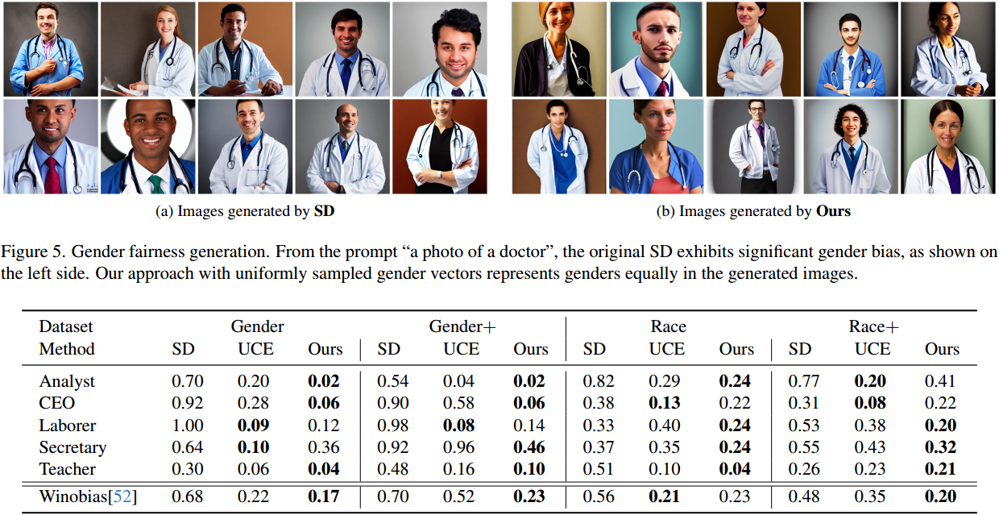 (a) Images generated by SD
(b) Images generated by Ours
Figure 5. Gender fairness generation. From the prompt “a photo of a doctor”, the original SD exhibits significant gender bias, as shown on
the left side. Our approach with uniformly sampled gender vectors represents genders equally in the generated images.
Dataset Gender Gender+ Race Race+
Method SD UCE Ours SD UCE Ours SD UCE Ours SD UCE Ours
Analyst 0.70 0.20 0.02 0.54 0.04 0.02 0.82 0.29 0.24 0.77 0.20 0.41
CEO 0.92 0.28 0.06 0.90 0.58 0.06 0.38 0.13 0.22 0.31 0.08 0.22
Laborer 1.00 0.09 0.12 0.98 0.08 0.14 0.33 0.40 0.24 0.53 0.38 0.20
Secretary 0.64 0.10 0.36 0.92 0.96 0.46 0.37 0.35 0.24 0.55 0.43 0.32
Teacher 0.30 0.06 0.04 0.48 0.16 0.10 0.51 0.10 0.04 0.26 0.23 0.21
Winobias[52] 0.68 0.22 0.17 0.70 0.52 0.23 0.56 0.21 0.23 0.48 0.35 0.20